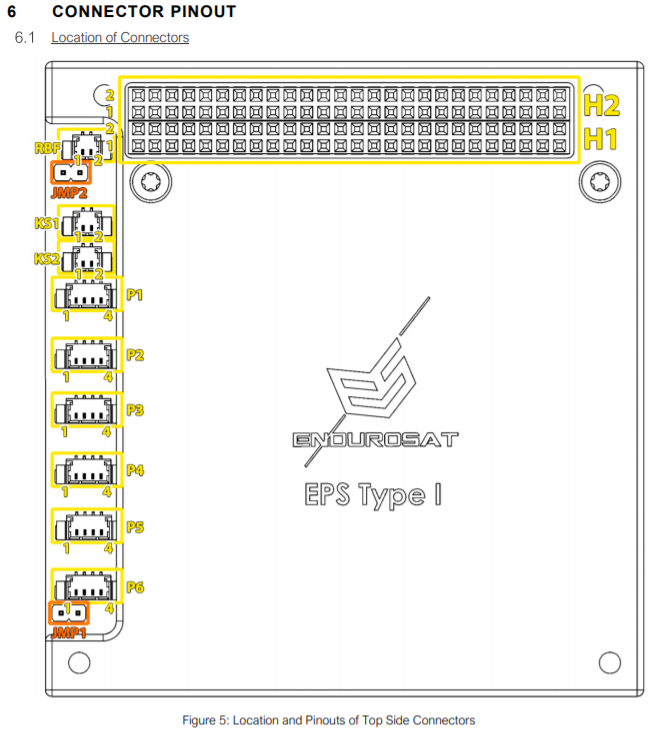 6 CONNECTOR PINOUT
6.1 Location of Connectors
2
1 H2
2
1 H1
RBF
1 2
JMP2
KS1
1 2
KS2
1 2
P1
1 4
P2
1 4
P3
1 4
P4
1 4
P5
1 4
P6
1 4
JMP1
ENDUROSAT
EPS Type I
Figure 5: Location and Pinouts of Top Side Connectors